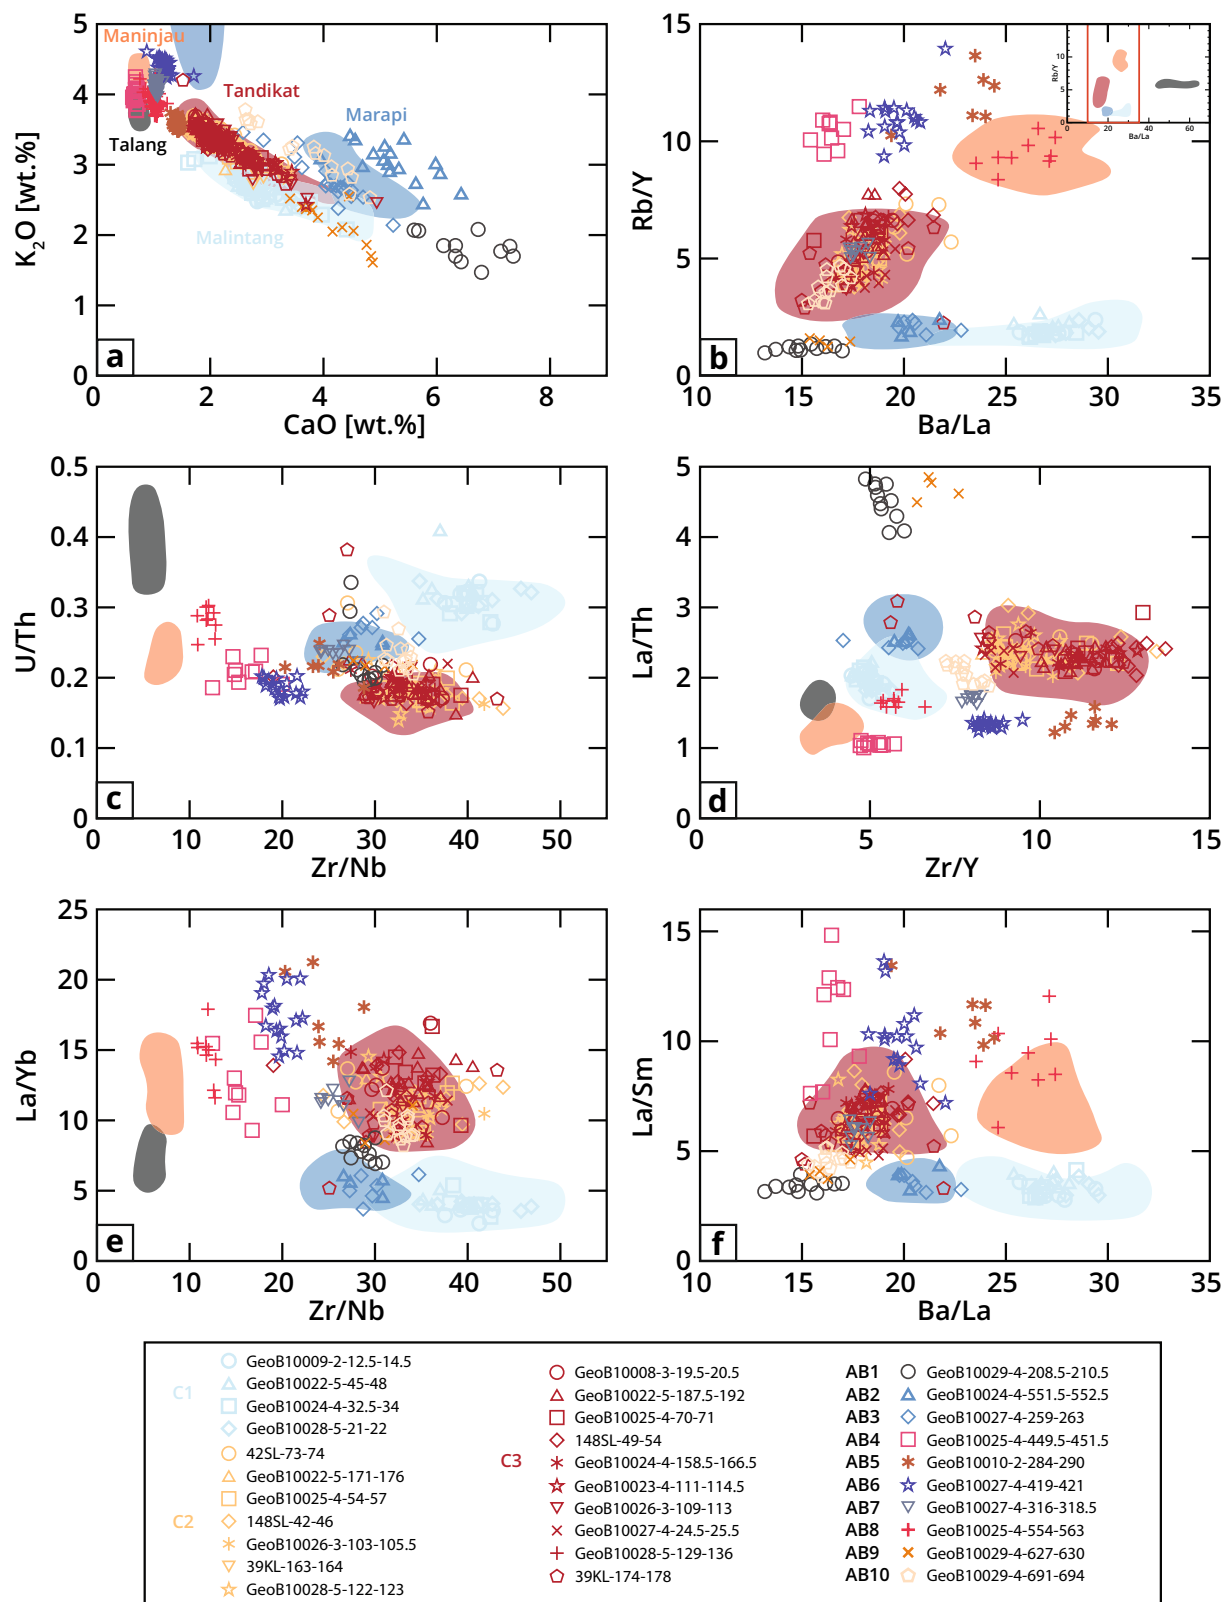 5
4
3
2
1
0
K2O [wt.%]
0 2 4 6 8
CaO [wt.%]
Maninjau
Talang
Tandikat
Marapi
Malintang
a
15
10
5
0
Rb/Y
10 15 20 25 30 35
Ba/La
10
5
0
Rb/Y
0 20 40 60
Ba/La
b
0.5
0.4
0.3
0.2
0.1
0
U/Th
0 10 20 30 40 50
Zr/Nb
c
5
4
3
2
1
0
La/Th
5 10 15
Zr/Y
d
25
20
15
10
5
0
La/Yb
0 10 20 30 40 50
Zr/Nb
e
15
10
5
0
La/Sm
10 15 20 25 30 35
Ba/La
f
C1
GeoB10009-2-12.5-14.5
GeoB10022-5-45-48
GeoB10024-4-32.5-34
GeoB10028-5-21-22
C2
42SL-73-74
GeoB10022-5-171-176
GeoB10025-4-54-57
148SL-42-46
GeoB10026-3-103-105.5
39KL-163-164
GeoB10028-5-122-123
C3
GeoB10008-3-19.5-20.5
GeoB10022-5-187.5-192
GeoB10025-4-70-71
148SL-49-54
GeoB10024-4-158.5-166.5
GeoB10023-4-111-114.5
GeoB10026-3-109-113
GeoB10027-4-24.5-25.5
GeoB10028-5-129-136
39KL-174-178
AB1 GeoB10029-4-208.5-210.5
AB2 GeoB10024-4-551.5-552.5
AB3 GeoB10027-4-259-263
AB4 GeoB10025-4-449.5-451.5
AB5 GeoB10010-2-284-290
AB6 GeoB10027-4-419-421
AB7 GeoB10027-4-316-318.5
AB8 GeoB10025-4-554-563
AB9 GeoB10029-4-627-630
AB10 GeoB10029-4-691-694